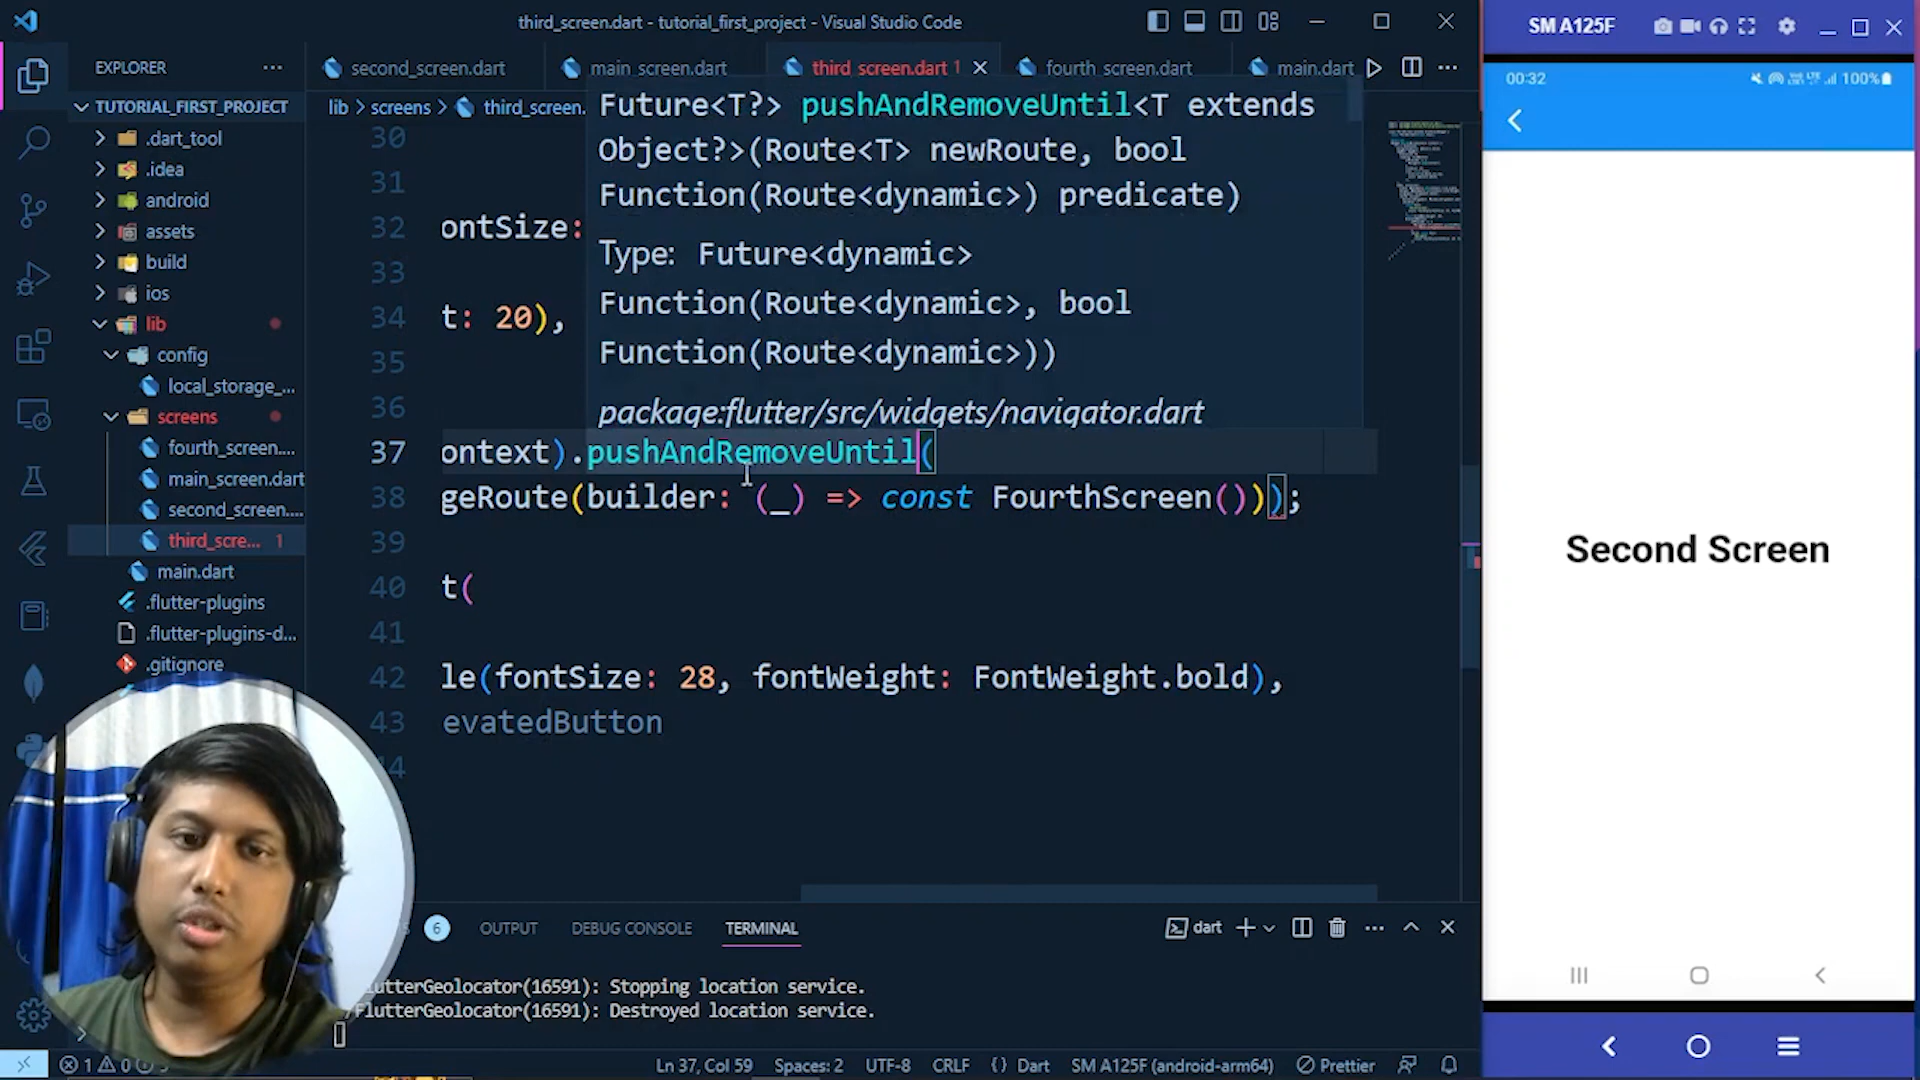 third_screen.dart - tutorial_first_project - Visual Studio Code
EXPLORER
second_screen.dart
main_screen.dart
third_screen.dart 1
fourth_screen.dart
main.dart
TUTORIAL_FIRST_PROJECT
lib > screens > third_screen.
.dart_tool
.idea
android
assets
build
ios
lib
config
local_storage_...
screens
fourth_screen....
main_screen.dart
second_screen....
third_scre... 1
main.dart
.flutter-plugins
.flutter-plugins-d...
.gitignore
Future<T?> pushAndRemoveUntil<T extends
Object?>(Route<T> newRoute, bool
Function(Route<dynamic>) predicate)
Type: Future<dynamic>
Function(Route<dynamic>, bool
Function(Route<dynamic>))
package:flutter/src/widgets/navigator.dart
30
31
32 ontSize:
33
34 t: 20),
35
36
37 ontext).pushAndRemoveUntil(
38 geRoute(builder: (_) => const FourthScreen()));
39
40 t(
41
42 le(fontSize: 28, fontWeight: FontWeight.bold),
43 evatedButton
44
6
OUTPUT
DEBUG CONSOLE
TERMINAL
dart
FlutterGeolocator(16591): Stopping location service.
/FlutterGeolocator(16591): Destroyed location service.
1 0
Ln 37, Col 59
Spaces: 2
UTF-8
CRLF
{ } Dart
SM A125F (android-arm64)
Prettier
SM A125F
00:32
100%
Second Screen